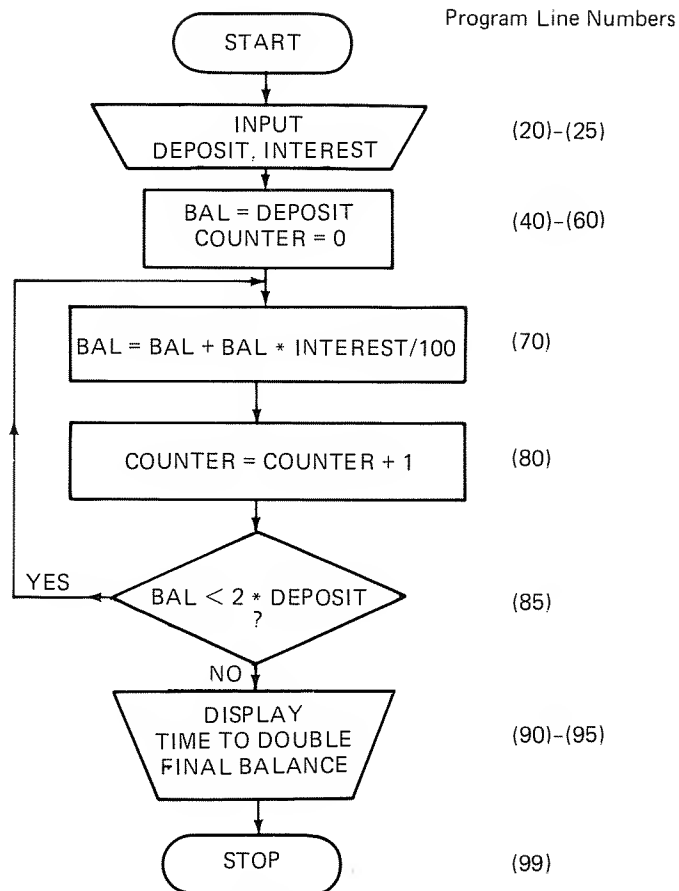 Program Line Numbers
START
INPUT
DEPOSIT, INTEREST
(20)-(25)
BAL = DEPOSIT
COUNTER = 0
(40)-(60)
BAL = BAL + BAL * INTEREST/100
(70)
COUNTER = COUNTER + 1
(80)
YES
BAL < 2 * DEPOSIT
?
(85)
NO
DISPLAY
TIME TO DOUBLE
FINAL BALANCE
(90)-(95)
STOP
(99)